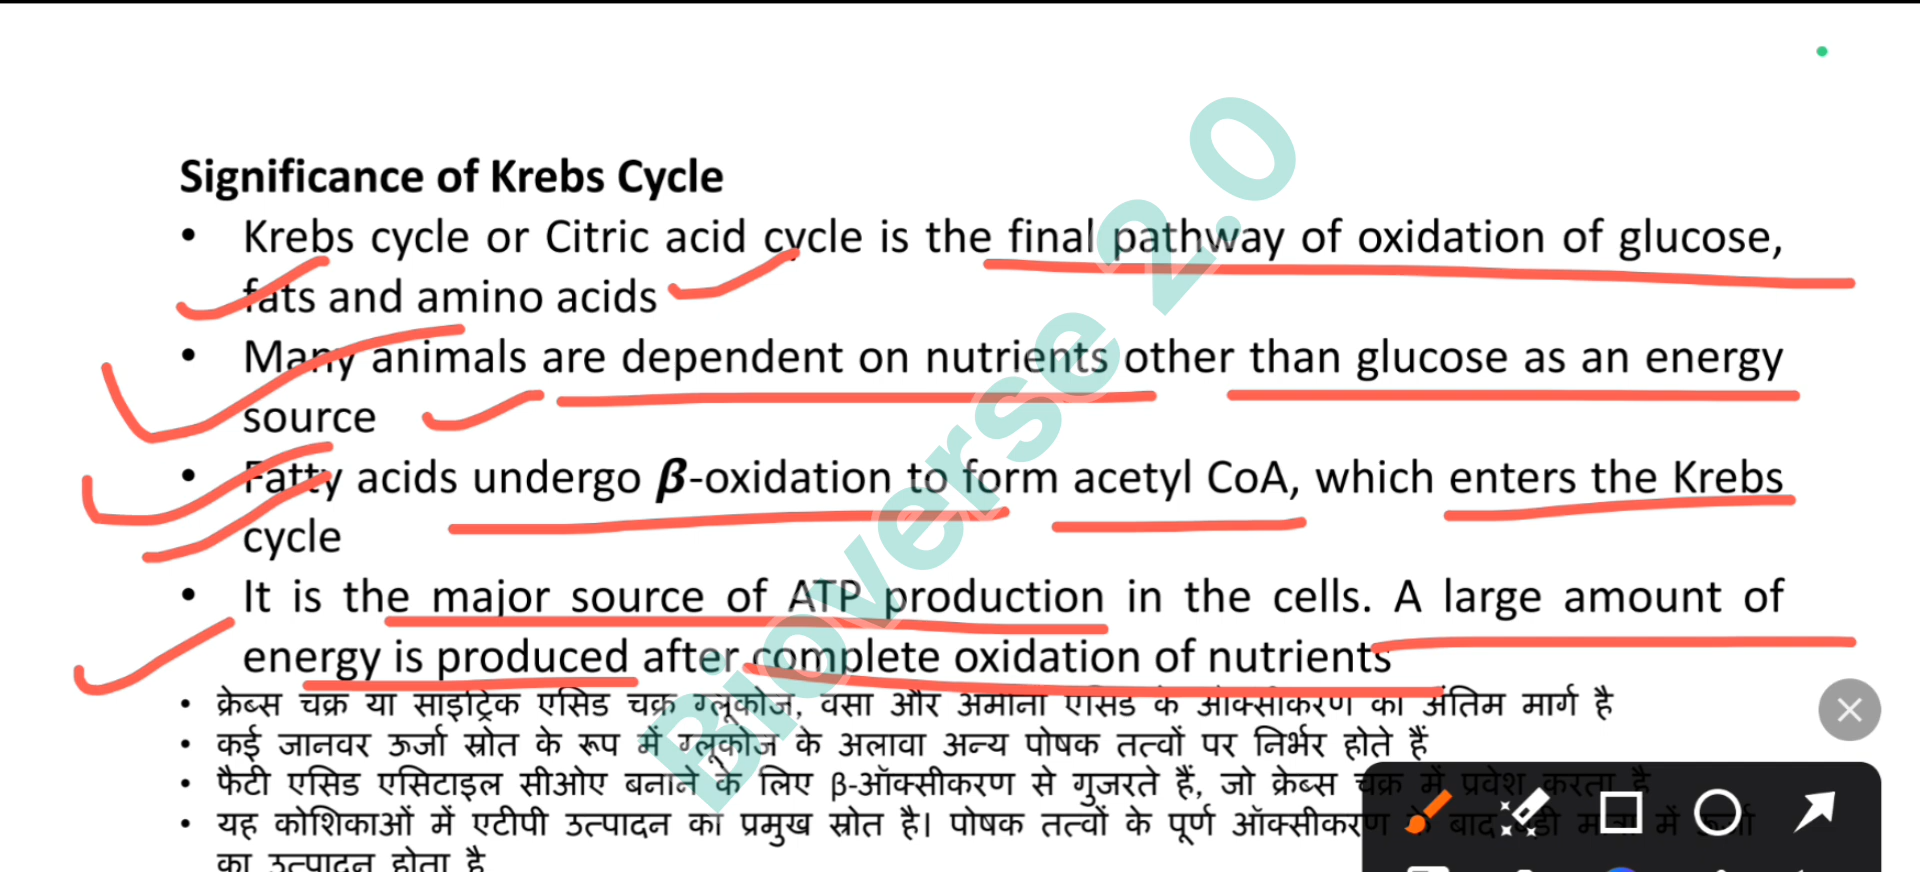 Significance of Krebs Cycle
• Krebs cycle or Citric acid cycle is the final pathway of oxidation of glucose,
fats and amino acids
• Many animals are dependent on nutrients other than glucose as an energy
source
• Fatty acids undergo β-oxidation to form acetyl CoA, which enters the Krebs
cycle
• It is the major source of ATP production in the cells. A large amount of
energy is produced after complete oxidation of nutrients
• क्रेब्स चक्र या साइट्रिक एसिड चक्र ग्लूकोज, वसा और अमीनो एसिड के ऑक्सीकरण का अंतिम मार्ग है
• कई जानवर ऊर्जा स्रोत के रूप में ग्लूकोज के अलावा अन्य पोषक तत्वों पर निर्भर होते हैं
• फैटी एसिड एसिटाइल सीओए बनाने के लिए β-ऑक्सीकरण से गुजरते हैं, जो क्रेब्स चक्र में प्रवेश करता है
• यह कोशिकाओं में एटीपी उत्पादन का प्रमुख स्रोत है। पोषक तत्वों के पूर्ण ऑक्सीकरण के बाद बड़ी मात्रा में ऊर्जा
का उत्पादन होता है
Bioverse 2.0